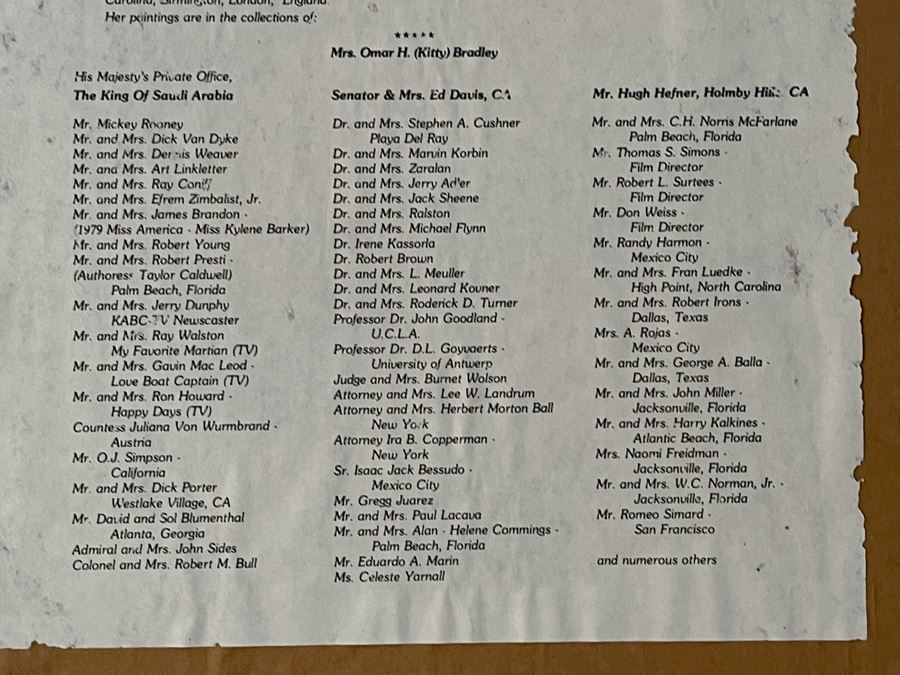 Carolina, Birmington, London, England
Her paintings are in the collections of:
*****
Mrs. Omar H. (Kitty) Bradley
His Majesty's Private Office,
The King Of Saudi Arabia
Mr. Mickey Rooney
Mr. and Mrs. Dick Van Dyke
Mr. and Mrs. Dennis Weaver
Mr. and Mrs. Art Linkletter
Mr. and Mrs. Ray Coniff
Mr. and Mrs. Efrem Zimbalist, Jr.
Mr. and Mrs. James Brandon -
(1979 Miss America - Miss Kylene Barker)
Mr. and Mrs. Robert Young
Mr. and Mrs. Robert Presti -
(Authoress Taylor Caldwell)
Palm Beach, Florida
Mr. and Mrs. Jerry Dunphy
KABC-TV Newscaster
Mr. and Mrs. Ray Walston
My Favorite Martian (TV)
Mr. and Mrs. Gavin Mac Leod -
Love Boat Captain (TV)
Mr. and Mrs. Ron Howard -
Happy Days (TV)
Countess Juliana Von Wurmbrand -
Austria
Mr. O.J. Simpson -
California
Mr. and Mrs. Dick Porter
Westlake Village, CA
Mr. David and Sol Blumenthal
Atlanta, Georgia
Admiral and Mrs. John Sides
Colonel and Mrs. Robert M. Bull
Senator & Mrs. Ed Davis, CA
Dr. and Mrs. Stephen A. Cushner
Playa Del Ray
Dr. and Mrs. Marvin Korbin
Dr. and Mrs. Zaralan
Dr. and Mrs. Jerry Adler
Dr. and Mrs. Jack Sheene
Dr. and Mrs. Ralston
Dr. and Mrs. Michael Flynn
Dr. Irene Kassorla
Dr. Robert Brown
Dr. and Mrs. L. Meuller
Dr. and Mrs. Leonard Kovner
Dr. and Mrs. Roderick D. Turner
Professor Dr. John Goodland -
U.C.L.A.
Professor Dr. D.L. Goyvaerts -
University of Antwerp
Judge and Mrs. Burnet Wolson
Attorney and Mrs. Lee W. Landrum
Attorney and Mrs. Herbert Morton Ball
New York
Attorney Ira B. Copperman -
New York
Sr. Isaac Jack Bessudo -
Mexico City
Mr. Gregg Juarez
Mr. and Mrs. Paul Lacava
Mr. and Mrs. Alan - Helene Commings -
Palm Beach, Florida
Mr. Eduardo A. Marin
Ms. Celeste Yarnall
Mr. Hugh Hefner, Holmby Hills, CA
Mr. and Mrs. C.H. Norris McFarlane
Palm Beach, Florida
Mr. Thomas S. Simons -
Film Director
Mr. Robert L. Surtees -
Film Director
Mr. Don Weiss -
Film Director
Mr. Randy Harmon -
Mexico City
Mr. and Mrs. Fran Luedke -
High Point, North Carolina
Mr. and Mrs. Robert Irons -
Dallas, Texas
Mrs. A. Rojas -
Mexico City
Mr. and Mrs. George A. Balla -
Dallas, Texas
Mr. and Mrs. John Miller -
Jacksonville, Florida
Mr. and Mrs. Harry Kalkines -
Atlantic Beach, Florida
Mrs. Naomi Freidman -
Jacksonville, Florida
Mr. and Mrs. W.C. Norman, Jr. -
Jacksonville, Florida
Mr. Romeo Simard -
San Francisco
and numerous others